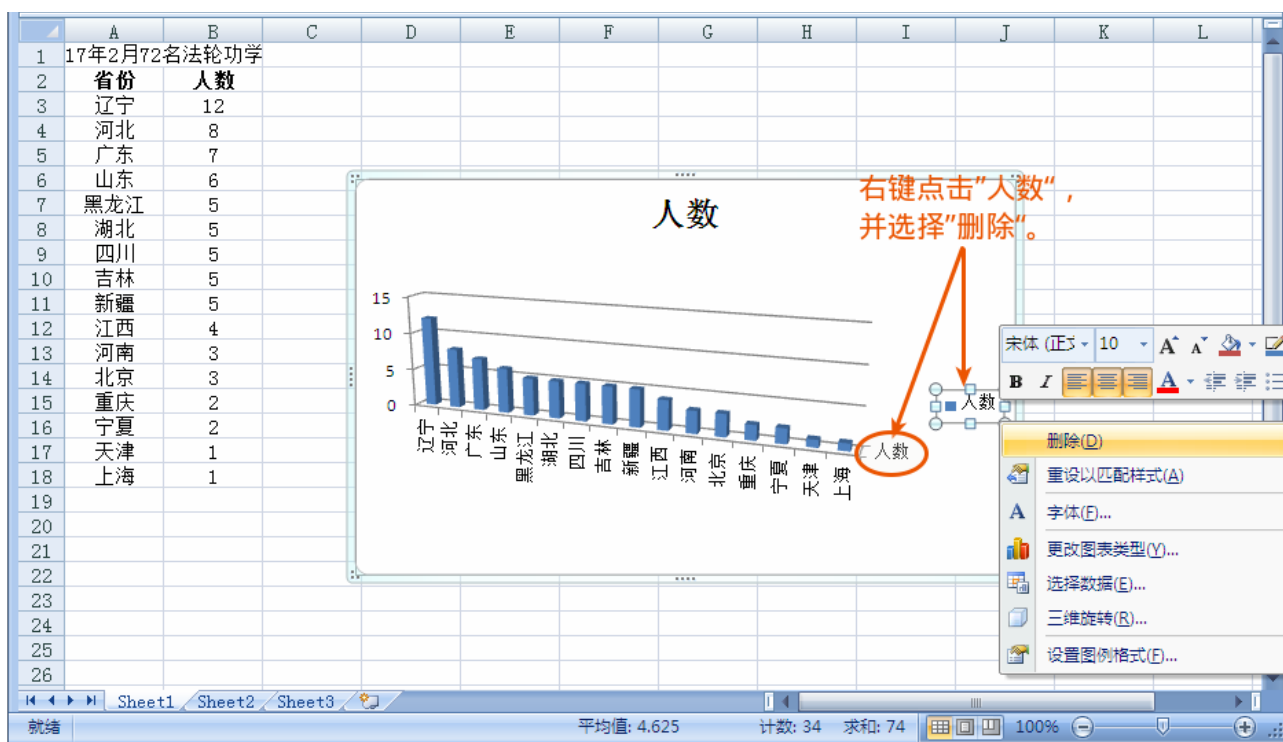 A B C D E F G H I J K L
1 17年2月72名法轮功学
2 省份 人数
3 辽宁 12
4 河北 8
5 广东 7
6 山东 6
7 黑龙江 5
8 湖北 5
9 四川 5
10 吉林 5
11 新疆 5
12 江西 4
13 河南 3
14 北京 3
15 重庆 2
16 宁夏 2
17 天津 1
18 上海 1
19
20
21
22
23
24
25
26
人数
右键点击”人数“，
并选择”删除“。
15
10
5
0
辽宁
河北
广东
山东
黑龙江
湖北
四川
吉林
新疆
江西
河南
北京
重庆
宁夏
天津
上海
人数
人数
宋体 (正文 10 A A
B I A
删除(D)
重设以匹配样式(A)
A 字体(F)...
更改图表类型(Y)...
选择数据(E)...
三维旋转(R)...
设置图例格式(F)...
Sheet1 Sheet2 Sheet3
就绪 平均值: 4.625 计数: 34 求和: 74 100%